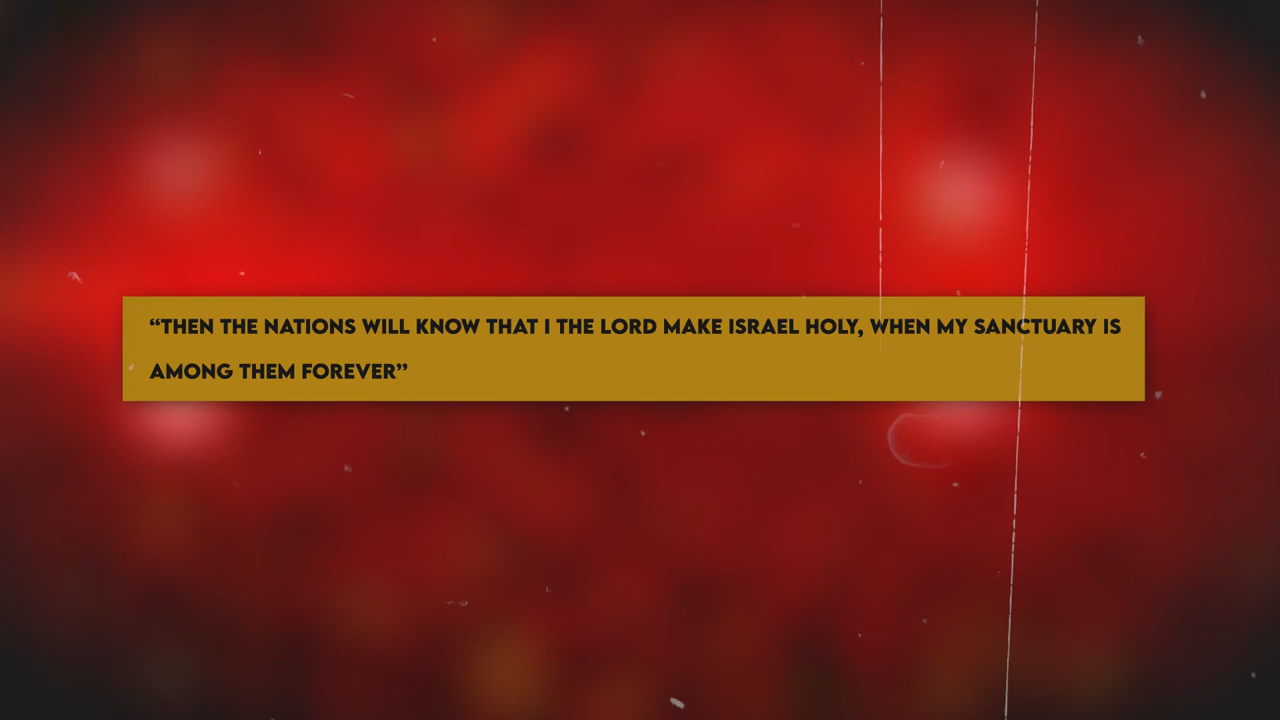 “THEN THE NATIONS WILL KNOW THAT I THE LORD MAKE ISRAEL HOLY, WHEN MY SANCTUARY IS
AMONG THEM FOREVER”